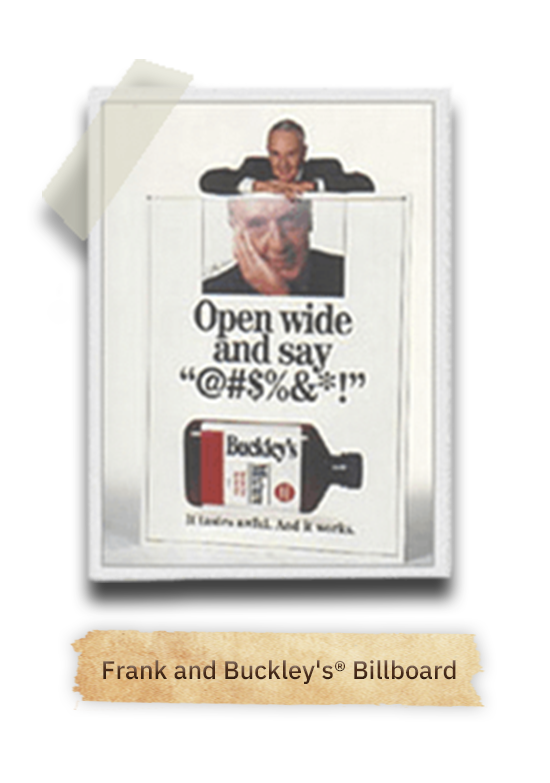 Open wide
and say
“@#$%&*!”
Buckley's
It tastes awful. And it works.
Frank and Buckley's® Billboard